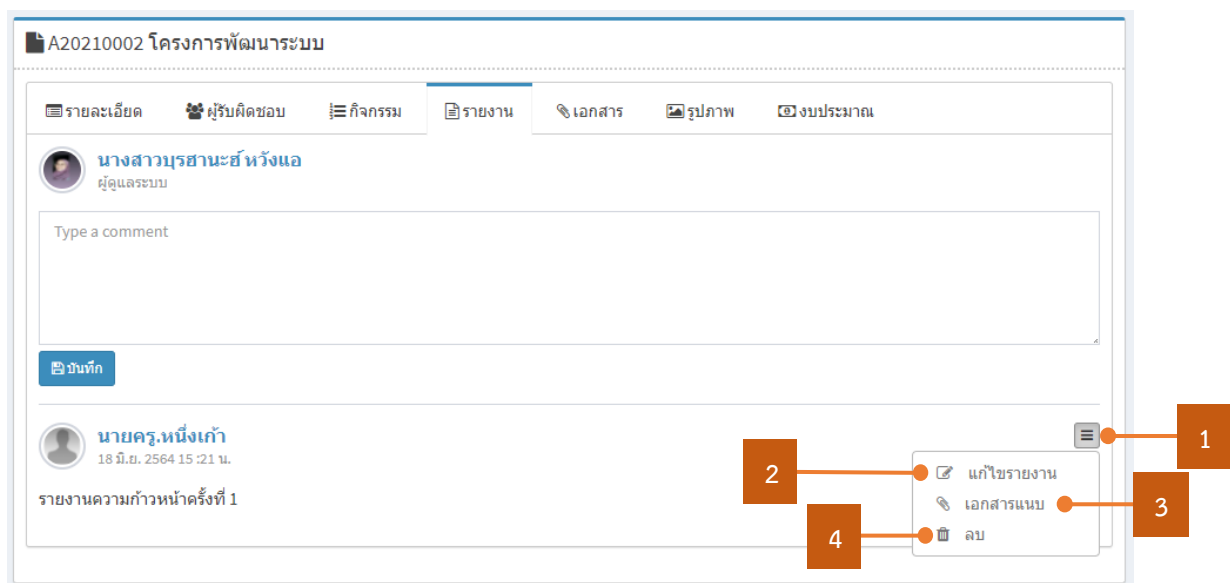 A20210002 โครงการพัฒนาระบบ
รายละเอียด ผู้รับผิดชอบ กิจกรรม รายงาน เอกสาร รูปภาพ งบประมาณ
นางสาวบุรฮานะฮ์ หวังแอ
ผู้ดูแลระบบ
Type a comment
บันทึก
นายครู.หนึ่งเก้า
18 มิ.ย. 2564 15 :21 น.
รายงานความก้าวหน้าครั้งที่ 1
1
2
แก้ไขรายงาน
เอกสารแนบ
3
4
ลบ